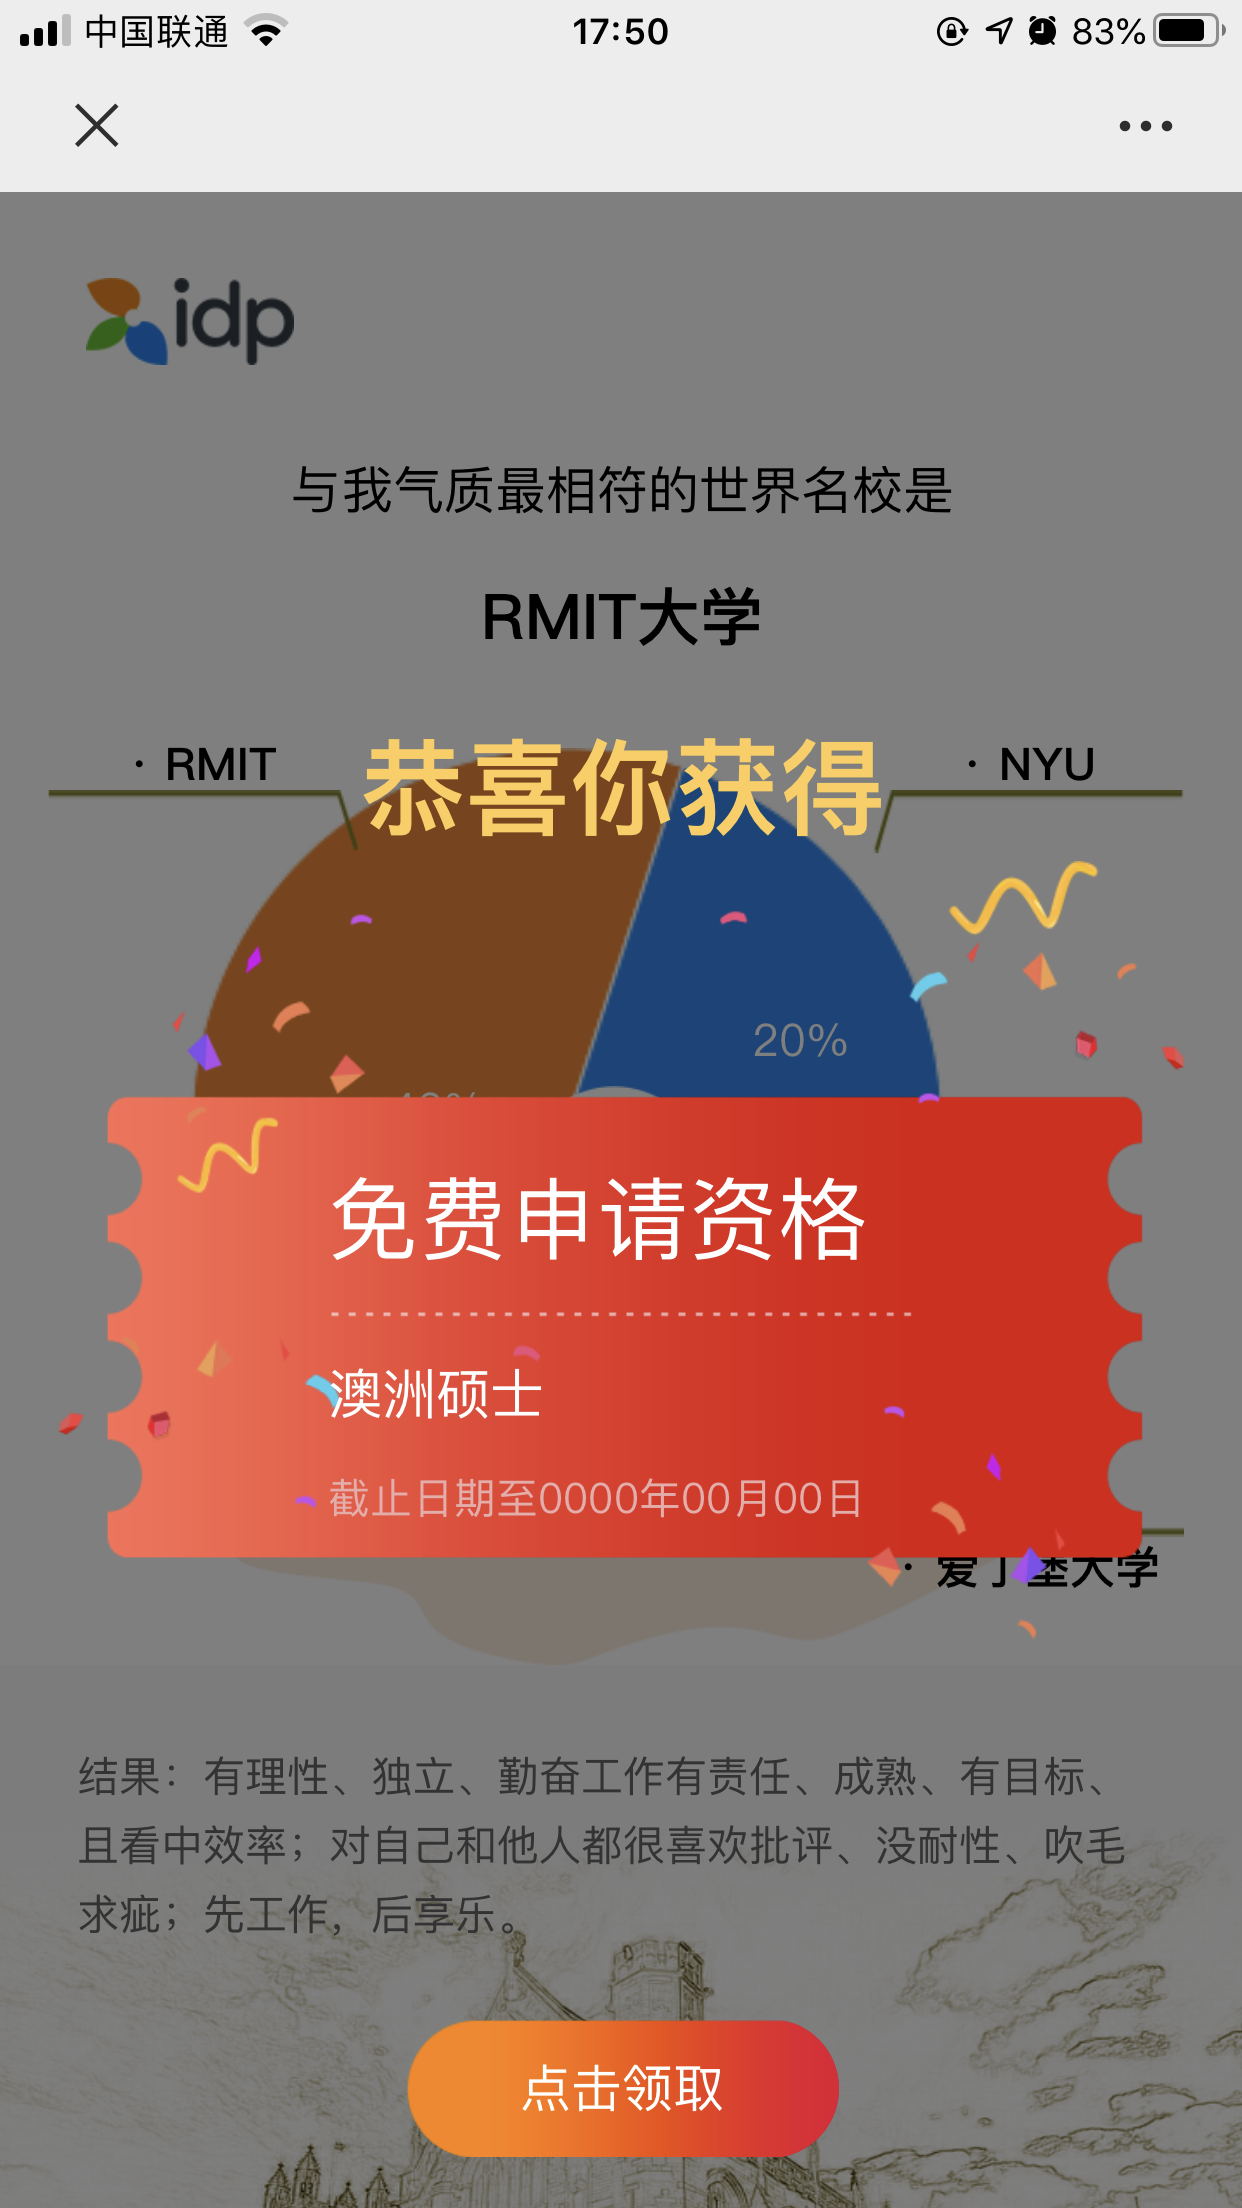 中国联通
17:50
83%
idp
与我气质最相符的世界名校是
RMIT大学
恭喜你获得
· RMIT
· NYU
20%
免费申请资格
澳洲硕士
截止日期至0000年00月00日
· 爱丁堡大学
结果：有理性、独立、勤奋工作有责任、成熟、有目标、
且看中效率；对自己和他人都很喜欢批评、没耐性、吹毛
求疵；先工作，后享乐。
点击领取